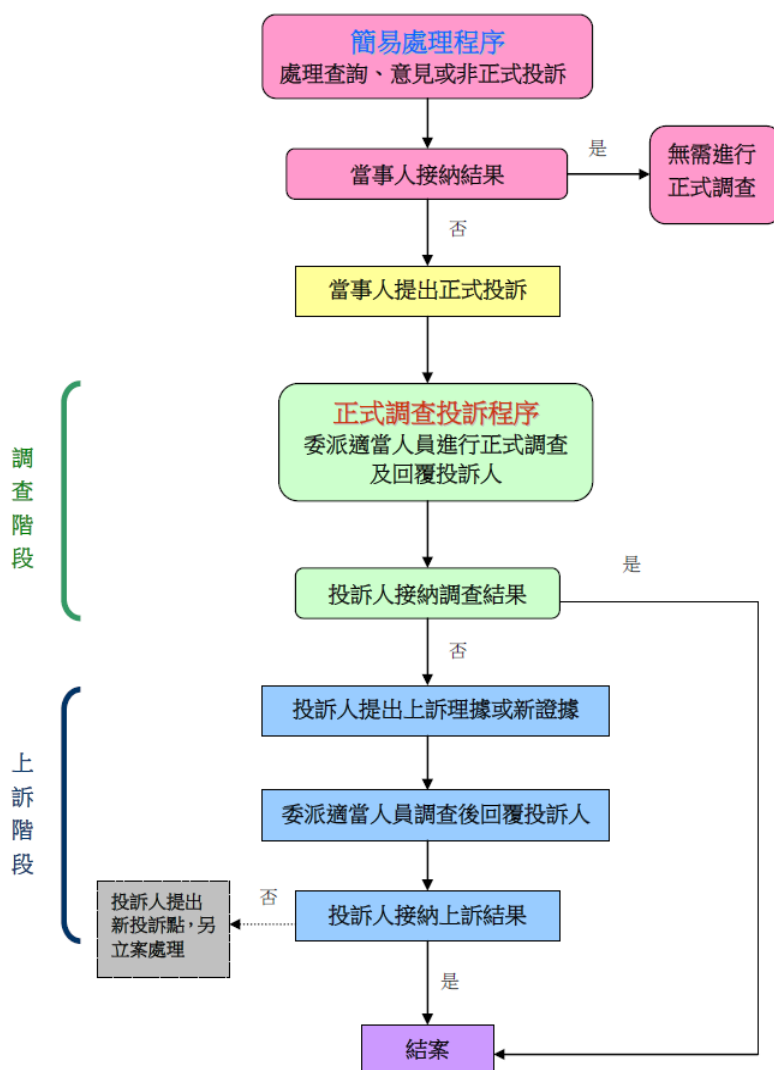 簡易處理程序
處理查詢、意見或非正式投訴
當事人接納結果
是
無需進行
正式調查
否
當事人提出正式投訴
調
查
階
段
正式調查投訴程序
委派適當人員進行正式調查
及回覆投訴人
投訴人接納調查結果
是
否
上
訴
階
段
投訴人提出上訴理據或新證據
委派適當人員調查後回覆投訴人
投訴人接納上訴結果
否
投訴人提出
新投訴點，另
立案處理
是
結案